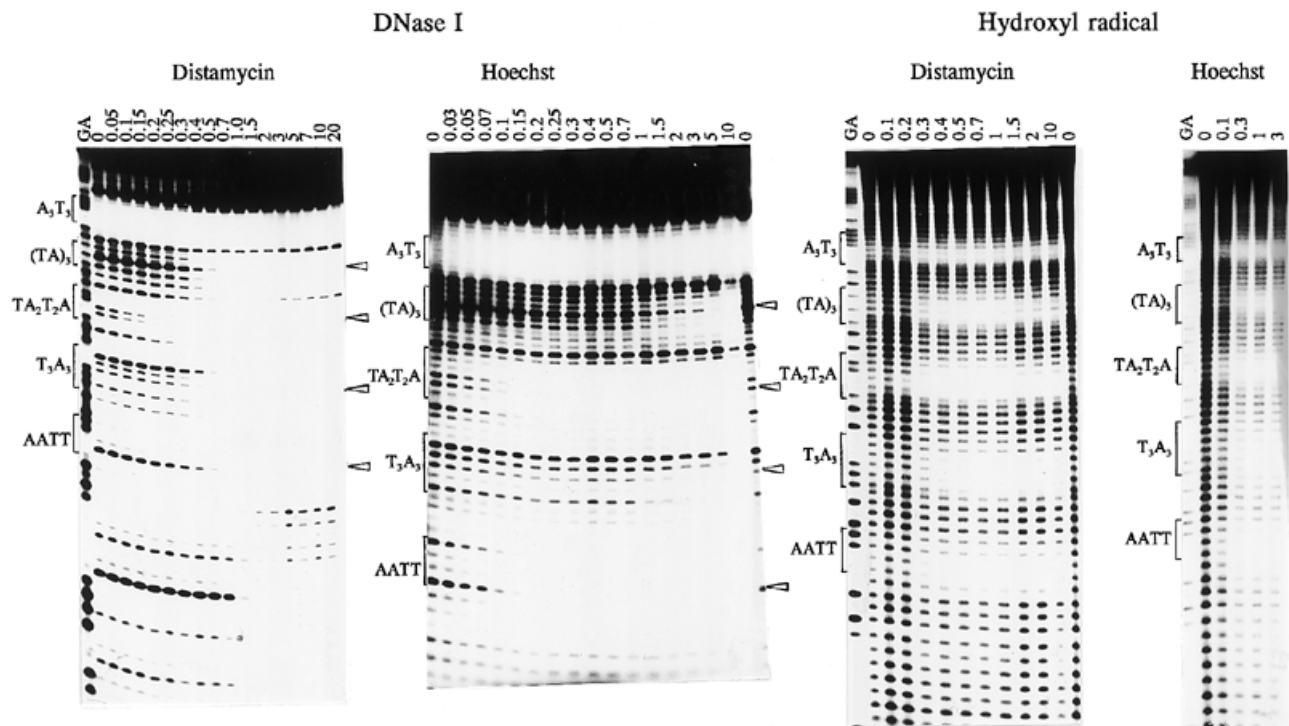 DNase I
Hydroxyl radical
Distamycin
Hoechst
Distamycin
Hoechst
GA 0 0.05 0.1 0.15 0.2 0.25 0.3 0.4 0.5 0.7 1.0 1.5 2 3 5 7 10 20
0 0.03 0.05 0.07 0.1 0.15 0.2 0.25 0.3 0.4 0.5 0.7 1 1.5 2 3 5 10 0
GA 0 0.1 0.2 0.3 0.4 0.5 0.7 1 1.5 2 10 0
GA 0 0.1 0.3 1 3
A₃T₃
(TA)₃
TA₂T₂A
T₃A₃
AATT
A₃T₃
(TA)₃
TA₂T₂A
T₃A₃
AATT
A₃T₃
(TA)₃
TA₂T₂A
T₃A₃
AATT
A₃T₃
(TA)₃
TA₂T₂A
T₃A₃
AATT